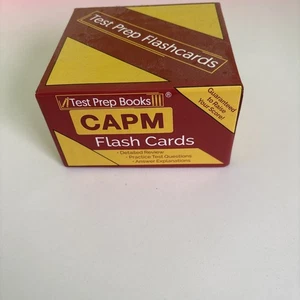 Test Prep Flashcards
Test Prep Books
CAPM
Flash Cards
Guaranteed
to Raise
Your Score!
• Detailed Review
• Practice Test Questions
• Answer Explanations